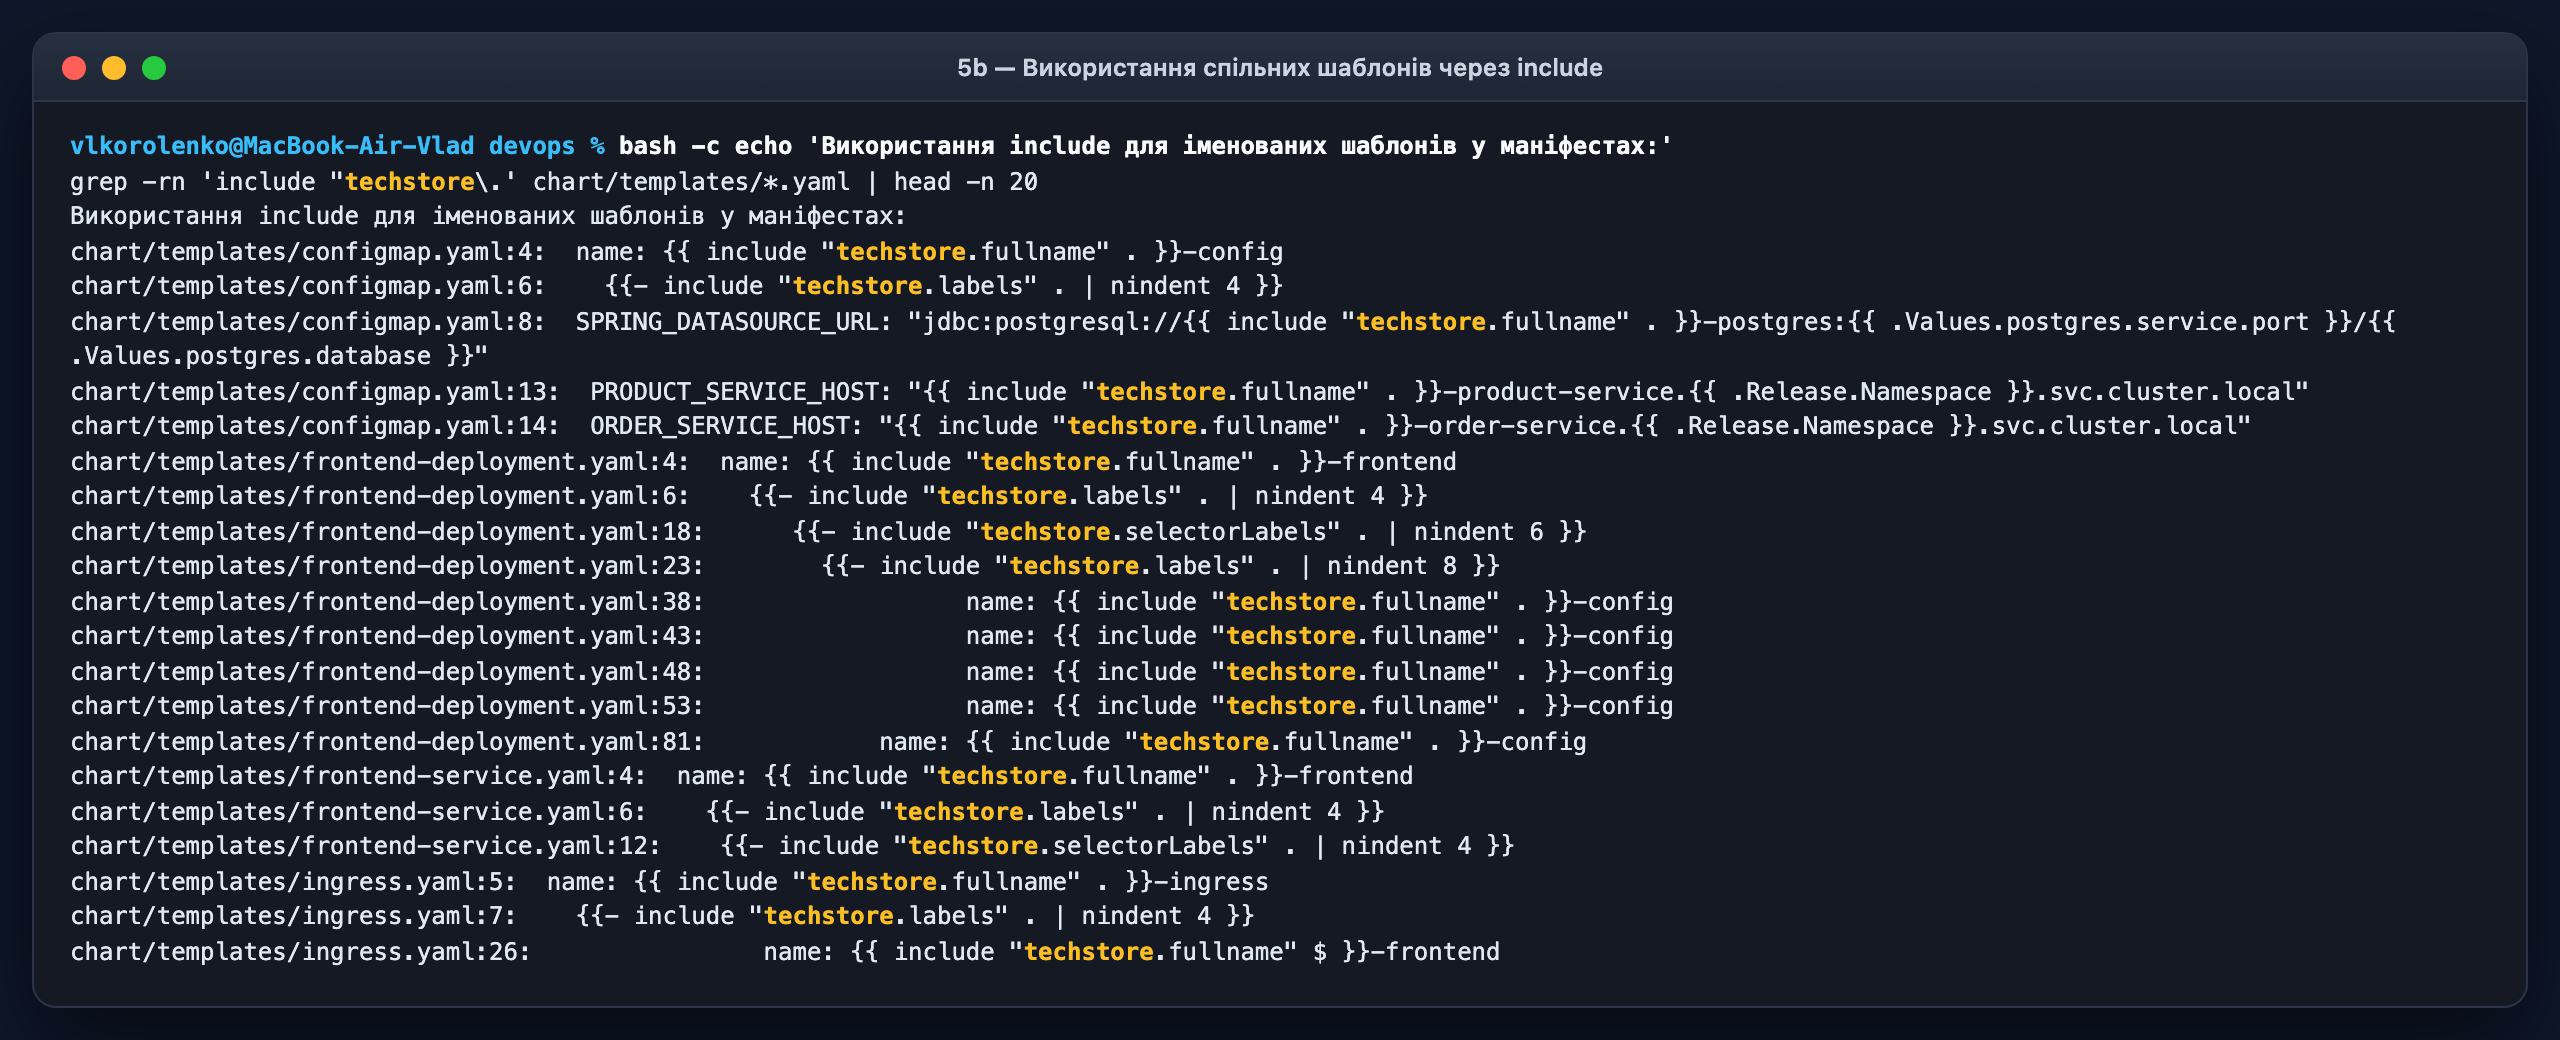 5b — Використання спільних шаблонів через include
vlkorolenko@MacBook-Air-Vlad devops % bash -c echo 'Використання include для іменованих шаблонів у маніфестах:'
grep -rn 'include "techstore\.' chart/templates/*.yaml | head -n 20
Використання include для іменованих шаблонів у маніфестах:
chart/templates/configmap.yaml:4:  name: {{ include "techstore.fullname" . }}-config
chart/templates/configmap.yaml:6:    {{- include "techstore.labels" . | nindent 4 }}
chart/templates/configmap.yaml:8:  SPRING_DATASOURCE_URL: "jdbc:postgresql://{{ include "techstore.fullname" . }}-postgres:{{ .Values.postgres.service.port }}/{{
.Values.postgres.database }}"
chart/templates/configmap.yaml:13:  PRODUCT_SERVICE_HOST: "{{ include "techstore.fullname" . }}-product-service.{{ .Release.Namespace }}.svc.cluster.local"
chart/templates/configmap.yaml:14:  ORDER_SERVICE_HOST: "{{ include "techstore.fullname" . }}-order-service.{{ .Release.Namespace }}.svc.cluster.local"
chart/templates/frontend-deployment.yaml:4:  name: {{ include "techstore.fullname" . }}-frontend
chart/templates/frontend-deployment.yaml:6:    {{- include "techstore.labels" . | nindent 4 }}
chart/templates/frontend-deployment.yaml:18:      {{- include "techstore.selectorLabels" . | nindent 6 }}
chart/templates/frontend-deployment.yaml:23:        {{- include "techstore.labels" . | nindent 8 }}
chart/templates/frontend-deployment.yaml:38:                  name: {{ include "techstore.fullname" . }}-config
chart/templates/frontend-deployment.yaml:43:                  name: {{ include "techstore.fullname" . }}-config
chart/templates/frontend-deployment.yaml:48:                  name: {{ include "techstore.fullname" . }}-config
chart/templates/frontend-deployment.yaml:53:                  name: {{ include "techstore.fullname" . }}-config
chart/templates/frontend-deployment.yaml:81:            name: {{ include "techstore.fullname" . }}-config
chart/templates/frontend-service.yaml:4:  name: {{ include "techstore.fullname" . }}-frontend
chart/templates/frontend-service.yaml:6:    {{- include "techstore.labels" . | nindent 4 }}
chart/templates/frontend-service.yaml:12:    {{- include "techstore.selectorLabels" . | nindent 4 }}
chart/templates/ingress.yaml:5:  name: {{ include "techstore.fullname" . }}-ingress
chart/templates/ingress.yaml:7:    {{- include "techstore.labels" . | nindent 4 }}
chart/templates/ingress.yaml:26:                name: {{ include "techstore.fullname" $ }}-frontend